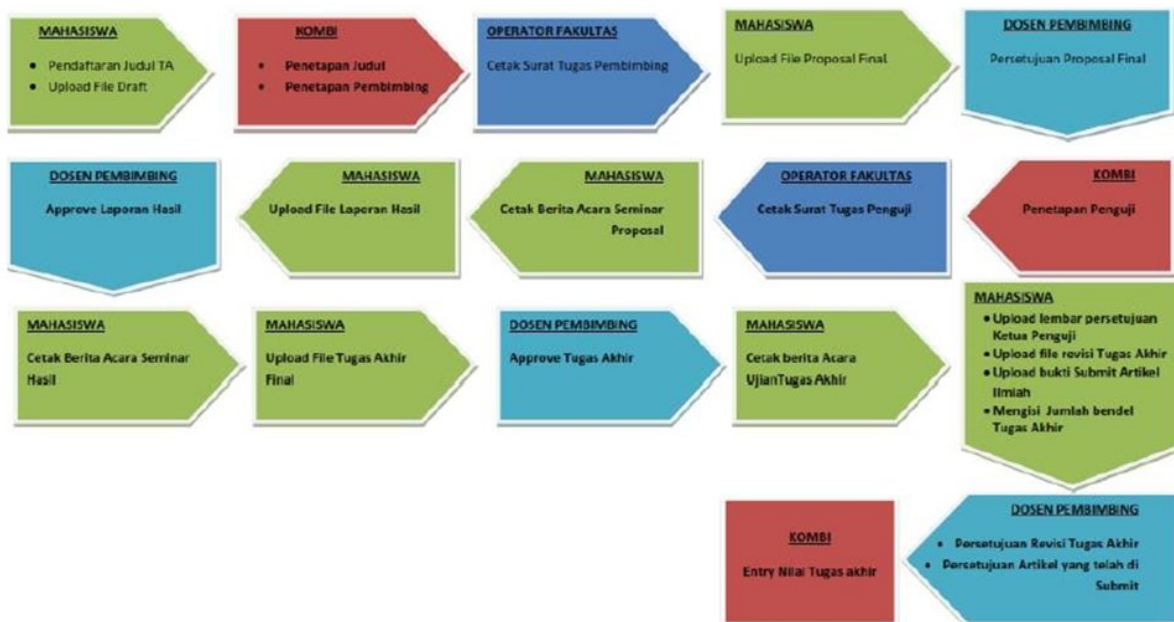 MAHASISWA
• Pendaftaran Judul TA
• Upload File Draft
KOMBI
• Penetapan Judul
• Penetapan Pembimbing
OPERATOR FAKULTAS
Cetak Surat Tugas Pembimbing
MAHASISWA
Upload File Proposal Final
DOSEN PEMBIMBING
Persetujuan Proposal Final
KOMBI
Penetapan Penguji
OPERATOR FAKULTAS
Cetak Surat Tugas Penguji
MAHASISWA
Cetak Berita Acara Seminar
Proposal
MAHASISWA
Upload File Laporan Hasil
DOSEN PEMBIMBING
Approve Laporan Hasil
MAHASISWA
Cetak Berita Acara Seminar
Hasil
MAHASISWA
Upload File Tugas Akhir
Final
DOSEN PEMBIMBING
Approve Tugas Akhir
MAHASISWA
Cetak berita Acara
UjianTugas Akhir
MAHASISWA
• Upload lembar persetujuan
Ketua Penguji
• Upload file revisi Tugas Akhir
• Upload bukti Submit Artikel
Ilmiah
• Mengisi Jumlah bendel
Tugas Akhir
DOSEN PEMBIMBING
• Persetujuan Revisi Tugas Akhir
• Persetujuan Artikel yang telah di
Submit
KOMBI
Entry Nilai Tugas akhir